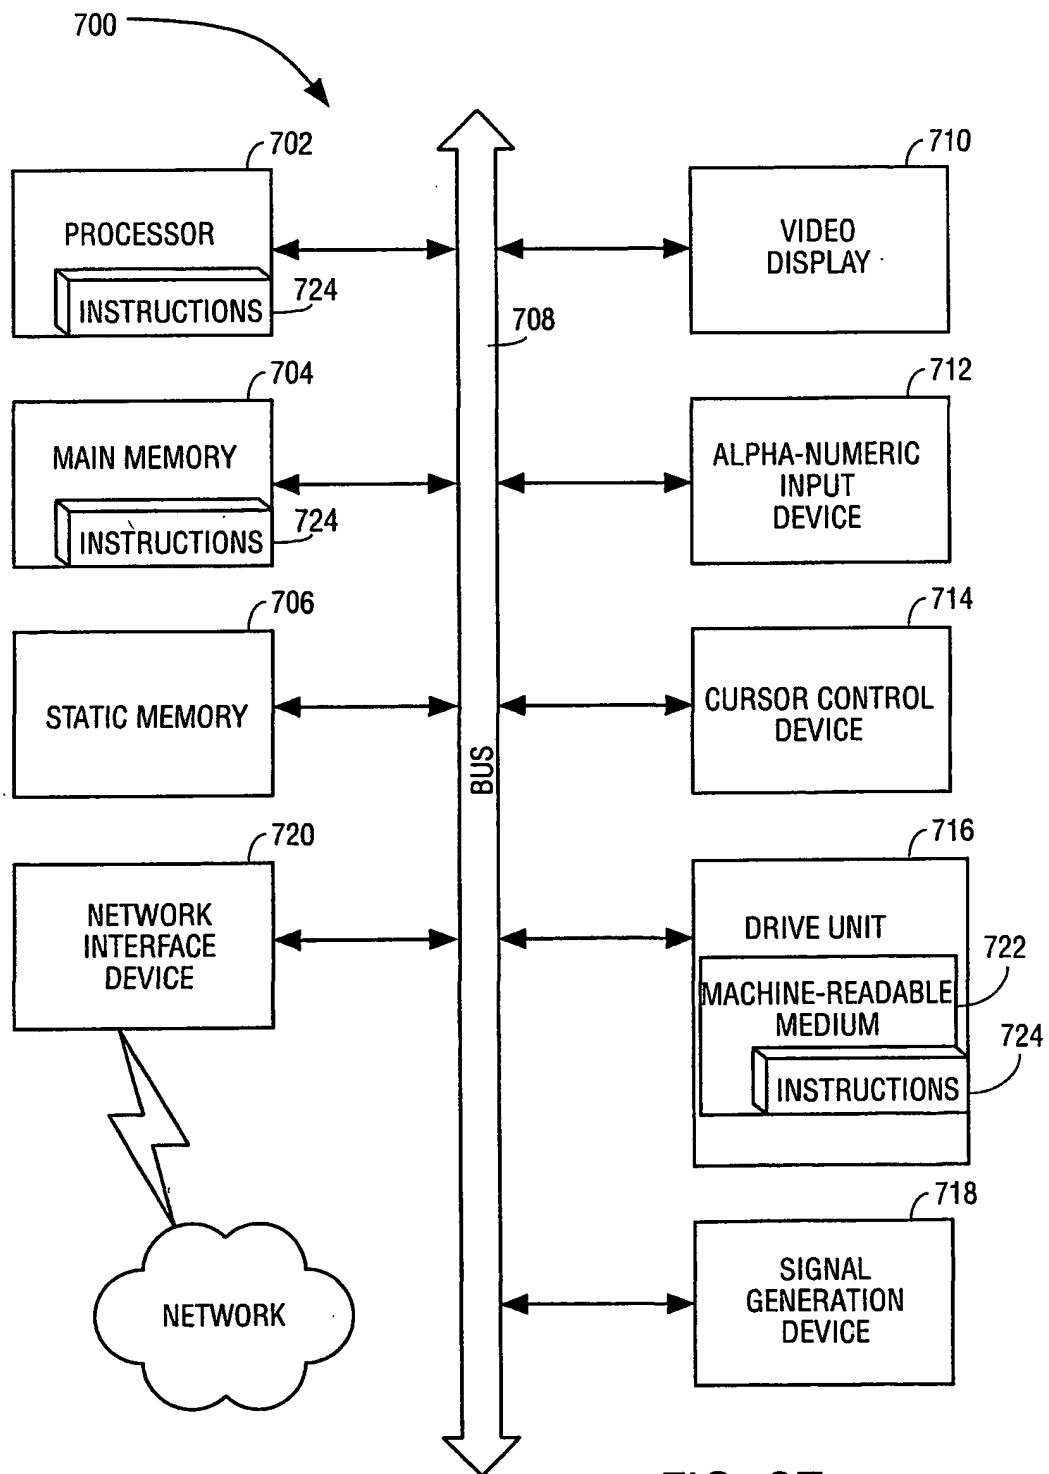 700
702
PROCESSOR
724
INSTRUCTIONS
704
MAIN MEMORY
724
INSTRUCTIONS
706
STATIC MEMORY
720
NETWORK
INTERFACE
DEVICE
NETWORK
708
BUS
710
VIDEO
DISPLAY
712
ALPHA-NUMERIC
INPUT
DEVICE
714
CURSOR CONTROL
DEVICE
716
DRIVE UNIT
722
MACHINE-READABLE
MEDIUM
724
INSTRUCTIONS
718
SIGNAL
GENERATION
DEVICE